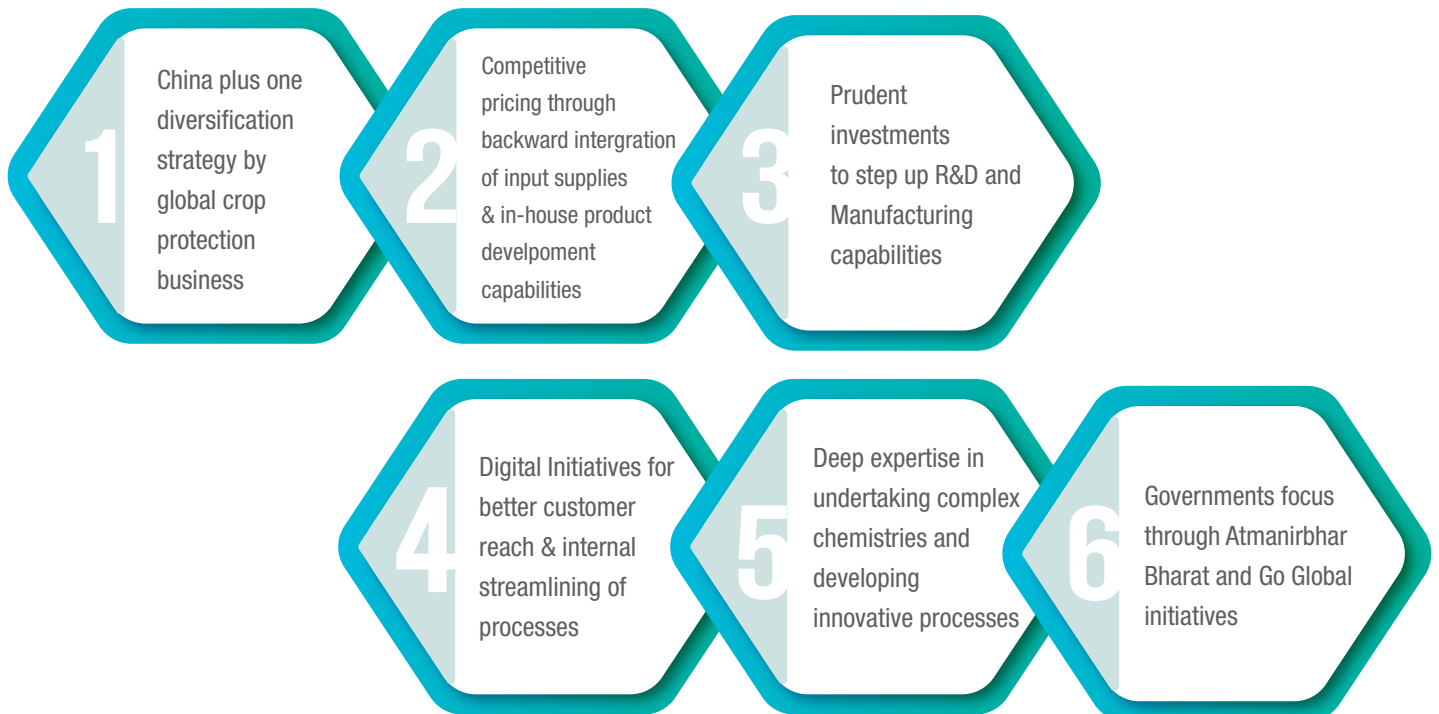 1
China plus one
diversification
strategy by
global crop
protection
business
2
Competitive
pricing through
backward intergration
of input supplies
& in-house product
develpoment
capabilities
3
Prudent
investments
to step up R&D and
Manufacturing
capabilities
4
Digital Initiatives for
better customer
reach & internal
streamlining of
processes
5
Deep expertise in
undertaking complex
chemistries and
developing
innovative processes
6
Governments focus
through Atmanirbhar
Bharat and Go Global
initiatives